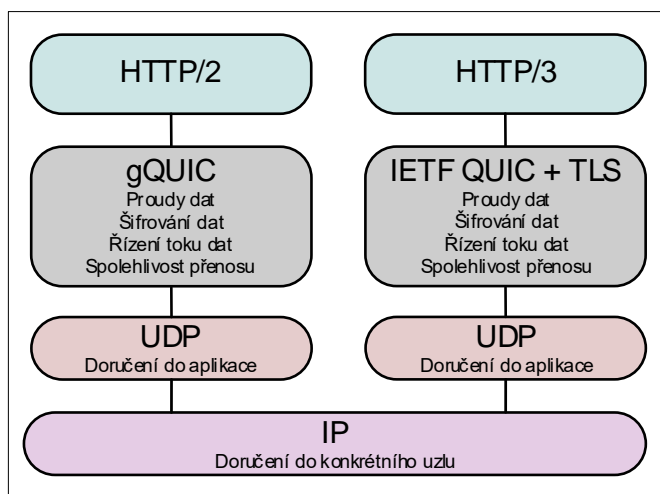 HTTP/2
HTTP/3
gQUIC
Proudy dat
Šifrování dat
Řízení toku dat
Spolehlivost přenosu
IETF QUIC + TLS
Proudy dat
Šifrování dat
Řízení toku dat
Spolehlivost přenosu
UDP
Doručení do aplikace
UDP
Doručení do aplikace
IP
Doručení do konkrétního uzlu